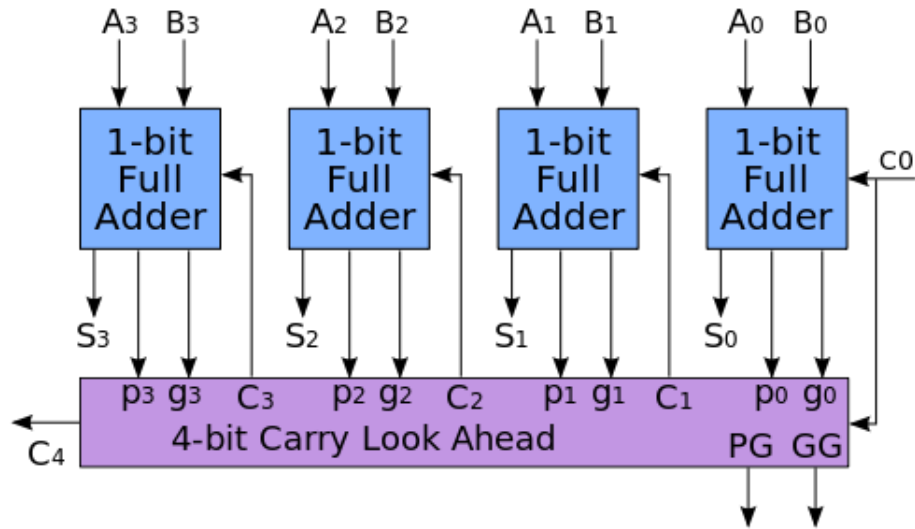 A3 B3 A2 B2 A1 B1 A0 B0
1-bit Full Adder
1-bit Full Adder
1-bit Full Adder
1-bit Full Adder
C0
S3 S2 S1 S0
p3 g3 C3 p2 g2 C2 p1 g1 C1 p0 g0
4-bit Carry Look Ahead PG GG
C4